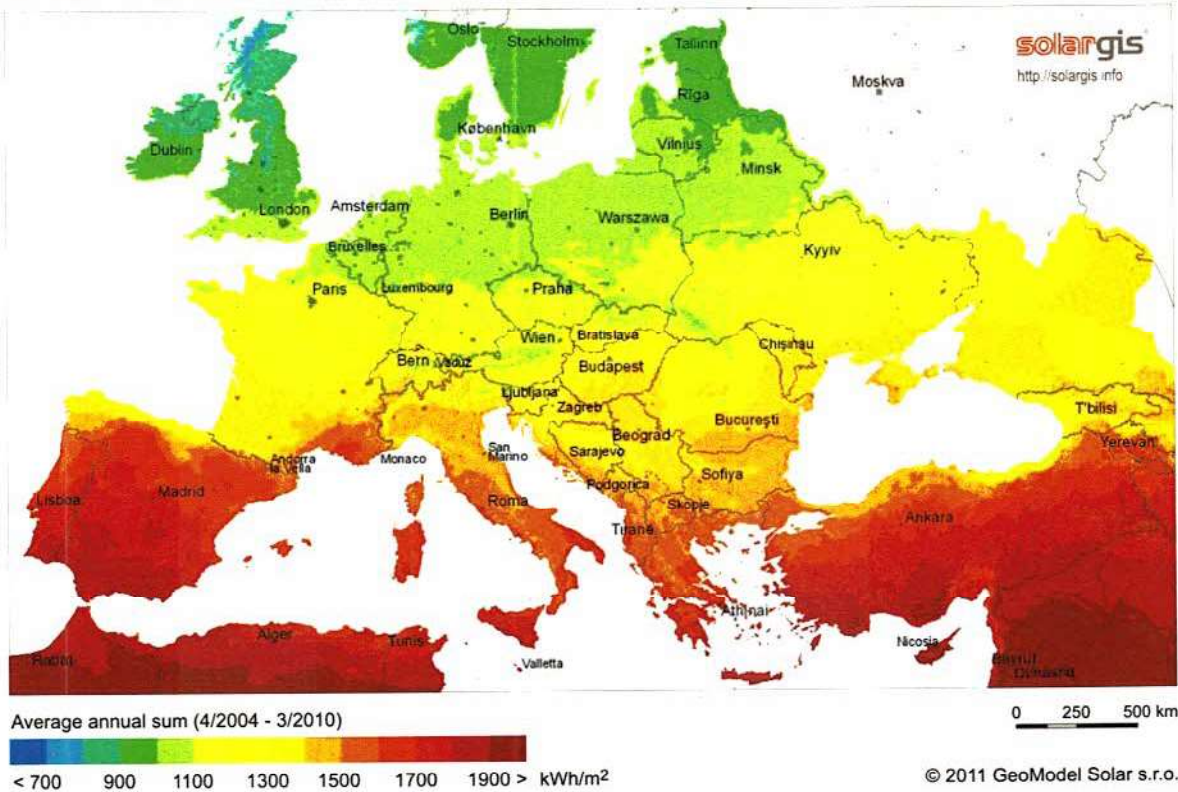 Oslo
Stockholm
Tallinn
solargis
http://solargis.info
Moskva
Rīga
København
Dublin
Vilnius
Minsk
London
Amsterdam
Berlin
Warszawa
Bruxelles
Kyyiv
Paris
Luxembourg
Praha
Wien
Bratislava
Chisinau
Bern
Vaduz
Budapest
Ljubljana
Zagreb
T'bilisi
Bucureşti
Beograd
Yerevan
San
Marino
Sarajevo
Andorra
la Vella
Monaco
Sofiya
Podgorica
Lisboa
Madrid
Roma
Skopje
Ankara
Tiranë
Athinai
Alger
Tunis
Nicosia
Rabat
Valletta
Beirut
Dimashq
Average annual sum (4/2004 - 3/2010)
0 250 500 km
< 700 900 1100 1300 1500 1700 1900 > kWh/m²
© 2011 GeoModel Solar s.r.o.